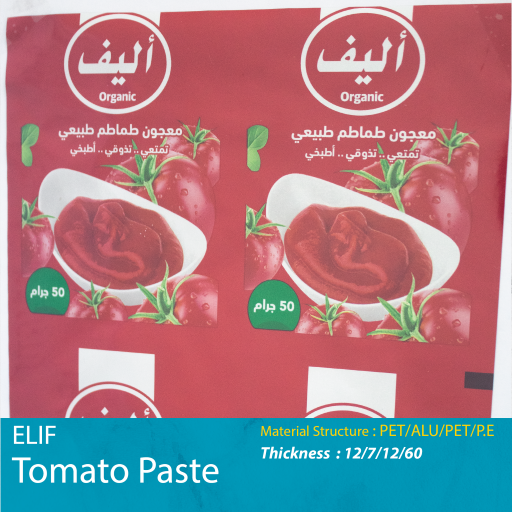 أليف
Organic
معجون طماطم طبيعي
تمتعي .. تذوقي .. أطبخي
50 جرام
أليف
Organic
معجون طماطم طبيعي
تمتعي .. تذوقي .. أطبخي
50 جرام
ELIF
Tomato Paste
Material Structure : PET/ALU/PET/P.E
Thickness : 12/7/12/60